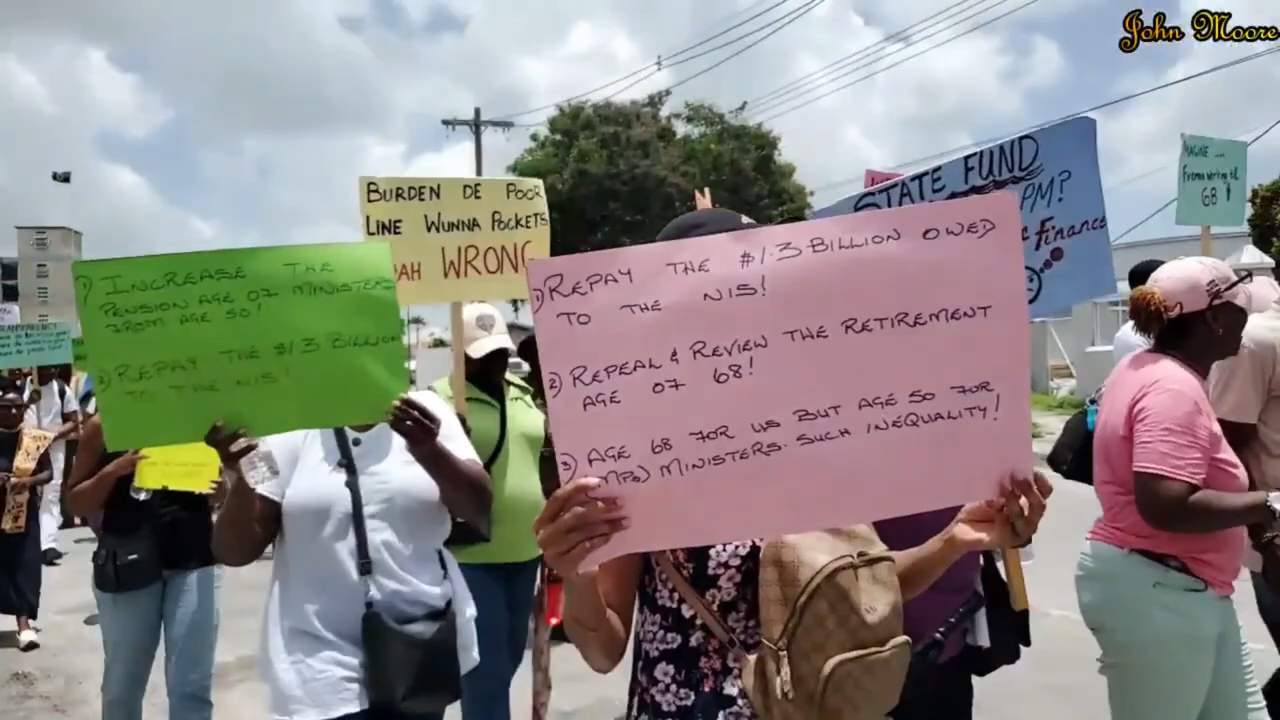 John Moore
BURDEN DE POOR
LINE WUNNA POCKETS
WRONG
1) INCREASE THE
PENSION AGE OF MINISTERS
FROM AGE 50!
2) REPAY THE $1.3 BILLION
TO THE NIS!
1) REPAY THE $1.3 BILLION OWED
TO THE NIS!
2) REPEAL & REVIEW THE RETIREMENT
AGE OF 68!
3) AGE 68 FOR US BUT AGE 50 FOR
(MPs) MINISTERS. SUCH INEQUALITY!
STATE FUND
PM?
Finance
IMAGINE ....
68